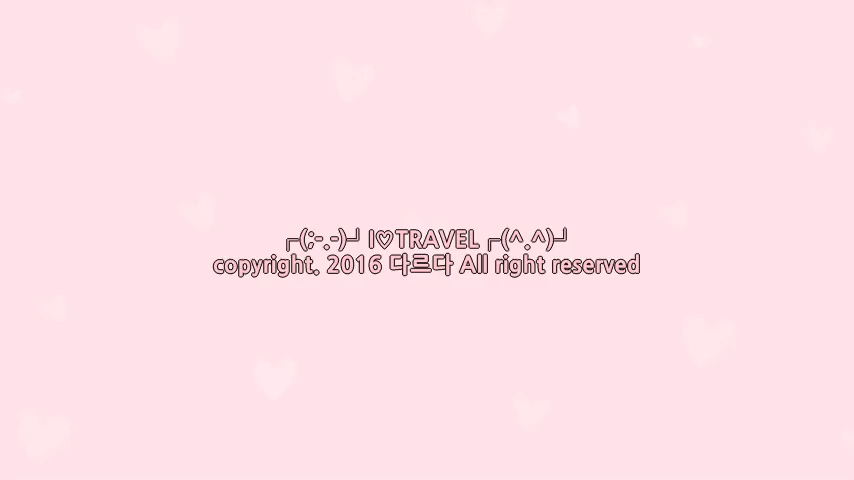 ┌(;-.-)┘I♡TRAVEL┌(^.^)┘
copyright. 2016 다르다 All right reserved